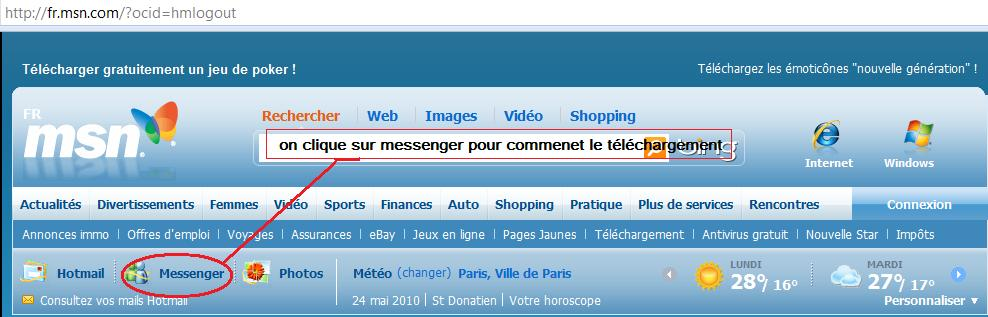 http://fr.msn.com/?ocid=hmlogout
Télécharger gratuitement un jeu de poker !
Téléchargez les émoticônes "nouvelle génération" !
FR
msn
Rechercher Web Images Vidéo Shopping
on clique sur messenger pour commenet le téléchargement
Internet Windows
Actualités Divertissements Femmes Vidéo Sports Finances Auto Shopping Pratique Plus de services Rencontres Connexion
Annonces immo | Offres d'emploi | Voyages | Assurances | eBay | Jeux en ligne | Pages Jaunes | Téléchargement | Antivirus gratuit | Nouvelle Star | Impôts
Hotmail Messenger Photos Météo (changer) Paris, Ville de Paris
LUNDI
28°/ 16°
MARDI
27°/ 17°
Consultez vos mails Hotmail 24 mai 2010 | St Donatien | Votre horoscope Personnaliser